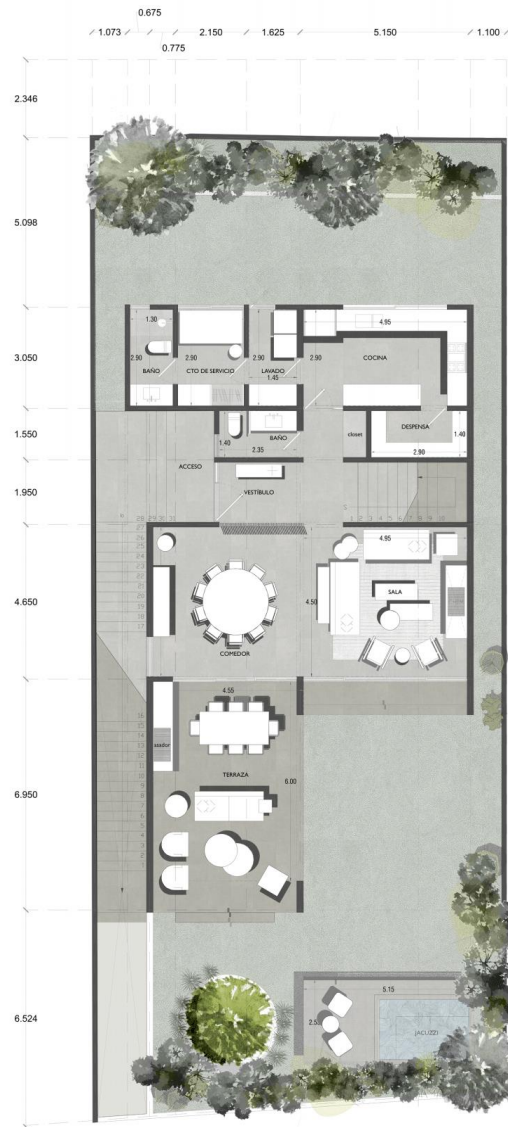 0.675
1.073
2.150
1.625
5.150
1.100
0.775
2.346
5.098
3.050
1.550
1.950
4.650
6.950
6.524
1.30
2.90
BAÑO
2.90
CTO DE SERVICIO
2.90
LAVADO
1.45
4.95
2.90
COCINA
1.40
BAÑO
2.35
closet
DESPENSA
1.40
2.90
ACCESO
VESTÍBULO
4.95
4.50
SALA
COMEDOR
4.55
asador
TERRAZA
6.00
5.15
JACUZZI